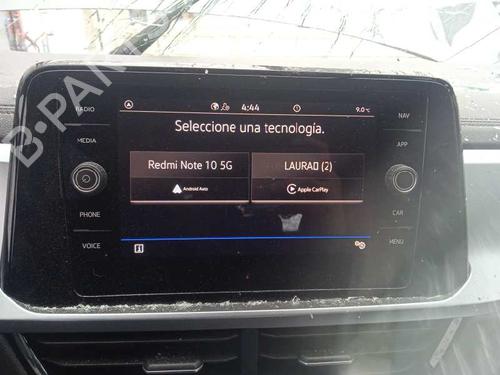 B-PARTS
RADIO
MEDIA
PHONE
VOICE
4:44
9.0°C
Seleccione una tecnología.
Redmi Note 10 5G
Android Auto
LAURA▯ (2)
Apple CarPlay
NAV
APP
CAR
MENU